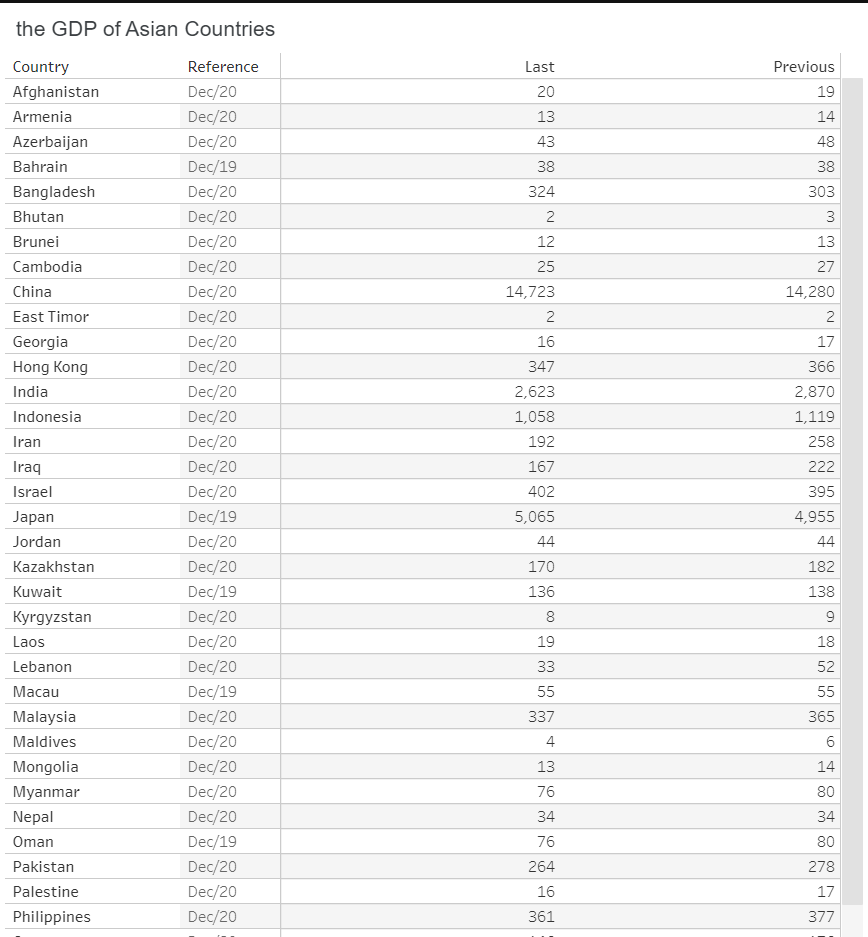 the GDP of Asian Countries
Country Reference Last Previous
Afghanistan Dec/20 20 19
Armenia Dec/20 13 14
Azerbaijan Dec/20 43 48
Bahrain Dec/19 38 38
Bangladesh Dec/20 324 303
Bhutan Dec/20 2 3
Brunei Dec/20 12 13
Cambodia Dec/20 25 27
China Dec/20 14,723 14,280
East Timor Dec/20 2 2
Georgia Dec/20 16 17
Hong Kong Dec/20 347 366
India Dec/20 2,623 2,870
Indonesia Dec/20 1,058 1,119
Iran Dec/20 192 258
Iraq Dec/20 167 222
Israel Dec/20 402 395
Japan Dec/19 5,065 4,955
Jordan Dec/20 44 44
Kazakhstan Dec/20 170 182
Kuwait Dec/19 136 138
Kyrgyzstan Dec/20 8 9
Laos Dec/20 19 18
Lebanon Dec/20 33 52
Macau Dec/19 55 55
Malaysia Dec/20 337 365
Maldives Dec/20 4 6
Mongolia Dec/20 13 14
Myanmar Dec/20 76 80
Nepal Dec/20 34 34
Oman Dec/19 76 80
Pakistan Dec/20 264 278
Palestine Dec/20 16 17
Philippines Dec/20 361 377